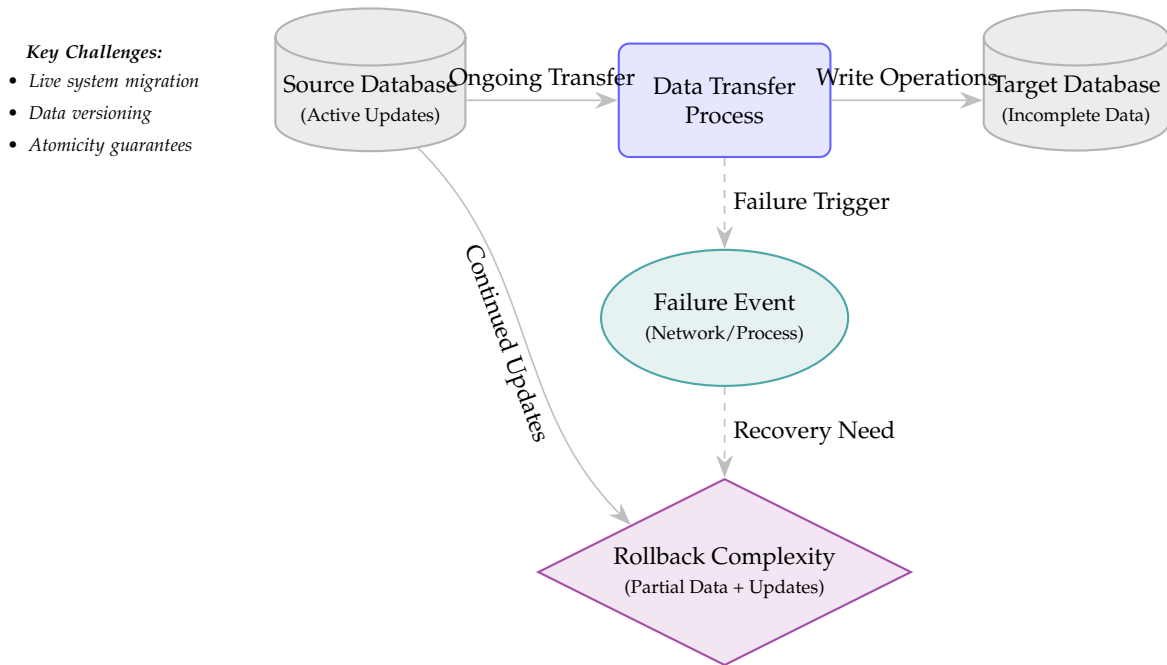 Key Challenges:
• Live system migration
• Data versioning
• Atomicity guarantees
Source Database
(Active Updates)
Ongoing Transfer
Data Transfer
Process
Write Operations
Target Database
(Incomplete Data)
Failure Trigger
Failure Event
(Network/Process)
Continued Updates
Recovery Need
Rollback Complexity
(Partial Data + Updates)